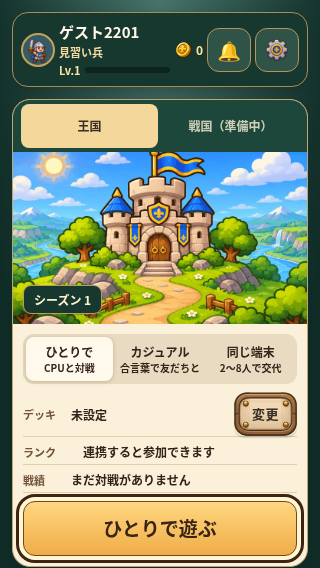 ゲスト2201
見習い兵
Lv.1
0
王国
戦国（準備中）
シーズン 1
ひとりで
CPUと対戦
カジュアル
合言葉で友だちと
同じ端末
2〜8人で交代
デッキ 未設定
変更
ランク 連携すると参加できます
戦績 まだ対戦がありません
ひとりで遊ぶ